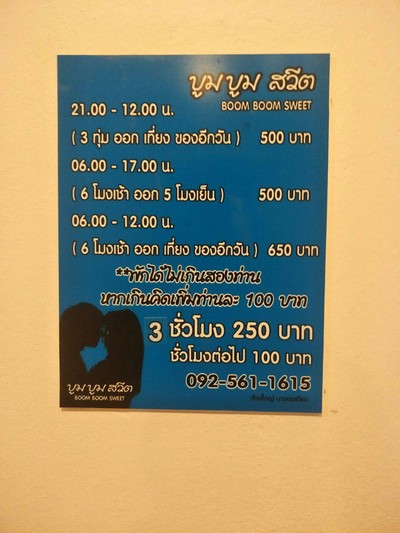 บูม บูม สวีต
BOOM BOOM SWEET
21.00 - 12.00 น.
( 3 ทุ่ม ออก เที่ยง ของอีกวัน ) 500 บาท
06.00 - 17.00 น.
( 6 โมงเช้า ออก 5 โมงเย็น ) 500 บาท
06.00 - 12.00 น.
( 6 โมงเช้า ออก เที่ยง ของอีกวัน ) 650 บาท
**พักได้ไม่เกินสองท่าน
หากเกินคิดเพิ่มท่านละ 100 บาท
3 ชั่วโมง 250 บาท
ชั่วโมงต่อไป 100 บาท
092-561-1615
บูม บูม สวีต
BOOM BOOM SWEET